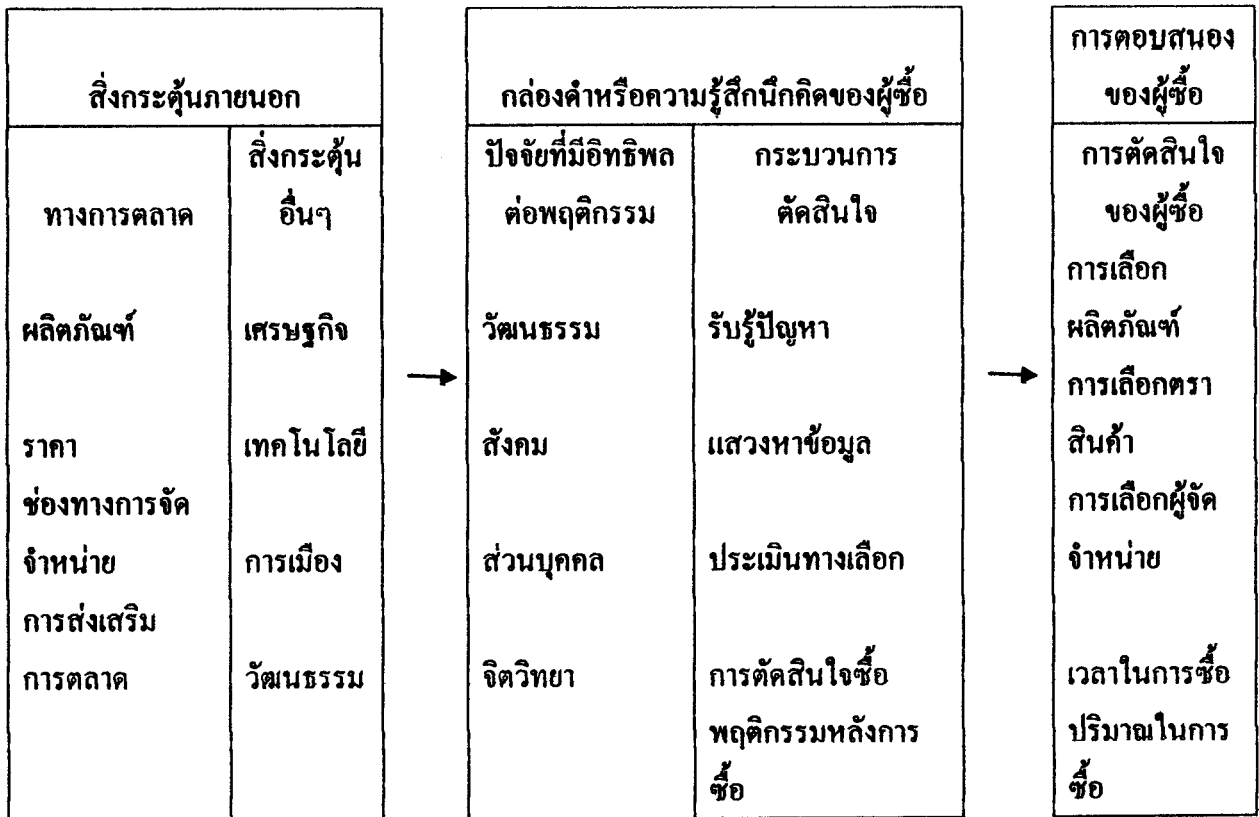 สิ่งกระตุ้นภายนอก
ทางการตลาด
ผลิตภัณฑ์
ราคา
ช่องทางการจัด
จำหน่าย
การส่งเสริม
การตลาด
สิ่งกระตุ้น
อื่นๆ
เศรษฐกิจ
เทคโนโลยี
การเมือง
วัฒนธรรม
กล่องดำหรือความรู้สึกนึกคิดของผู้ซื้อ
ปัจจัยที่มีอิทธิพล
ต่อพฤติกรรม
วัฒนธรรม
สังคม
ส่วนบุคคล
จิตวิทยา
กระบวนการ
ตัดสินใจ
รับรู้ปัญหา
แสวงหาข้อมูล
ประเมินทางเลือก
การตัดสินใจซื้อ
พฤติกรรมหลังการ
ซื้อ
การตอบสนอง
ของผู้ซื้อ
การตัดสินใจ
ของผู้ซื้อ
การเลือก
ผลิตภัณฑ์
การเลือกตรา
สินค้า
การเลือกผู้จัด
จำหน่าย
เวลาในการซื้อ
ปริมาณในการ
ซื้อ